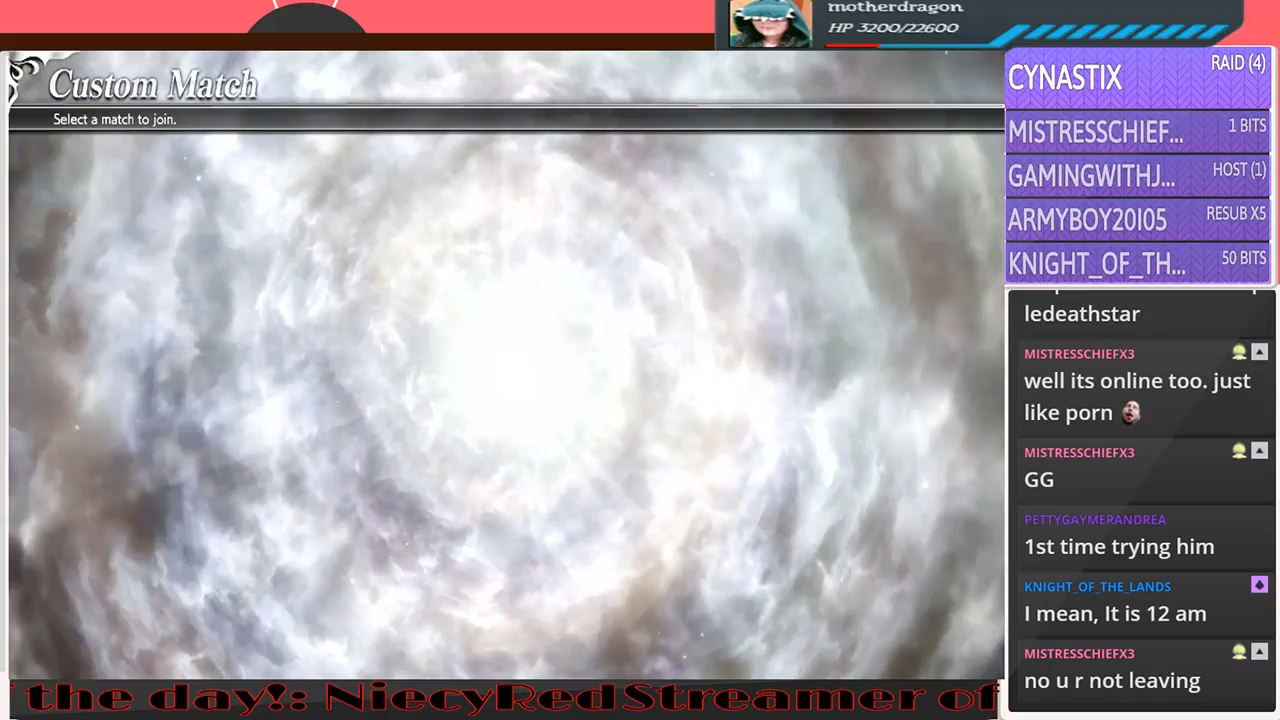 motherdragon
HP 3200/22600
Custom Match
Select a match to join.
CYNASTIX RAID (4)
MISTRESSCHIEF... 1 BITS
GAMINGWITHJ... HOST (1)
ARMYBOY20105 RESUB X5
KNIGHT_OF_TH... 50 BITS
ledeathstar
MISTRESSCHIEFX3
well its online too. just
like porn
MISTRESSCHIEFX3
GG
PETTYGAYMERANDREA
1st time trying him
KNIGHT_OF_THE_LANDS
I mean, It is 12 am
MISTRESSCHIEFX3
no u r not leaving
the day!: NiecyRedStreamer of